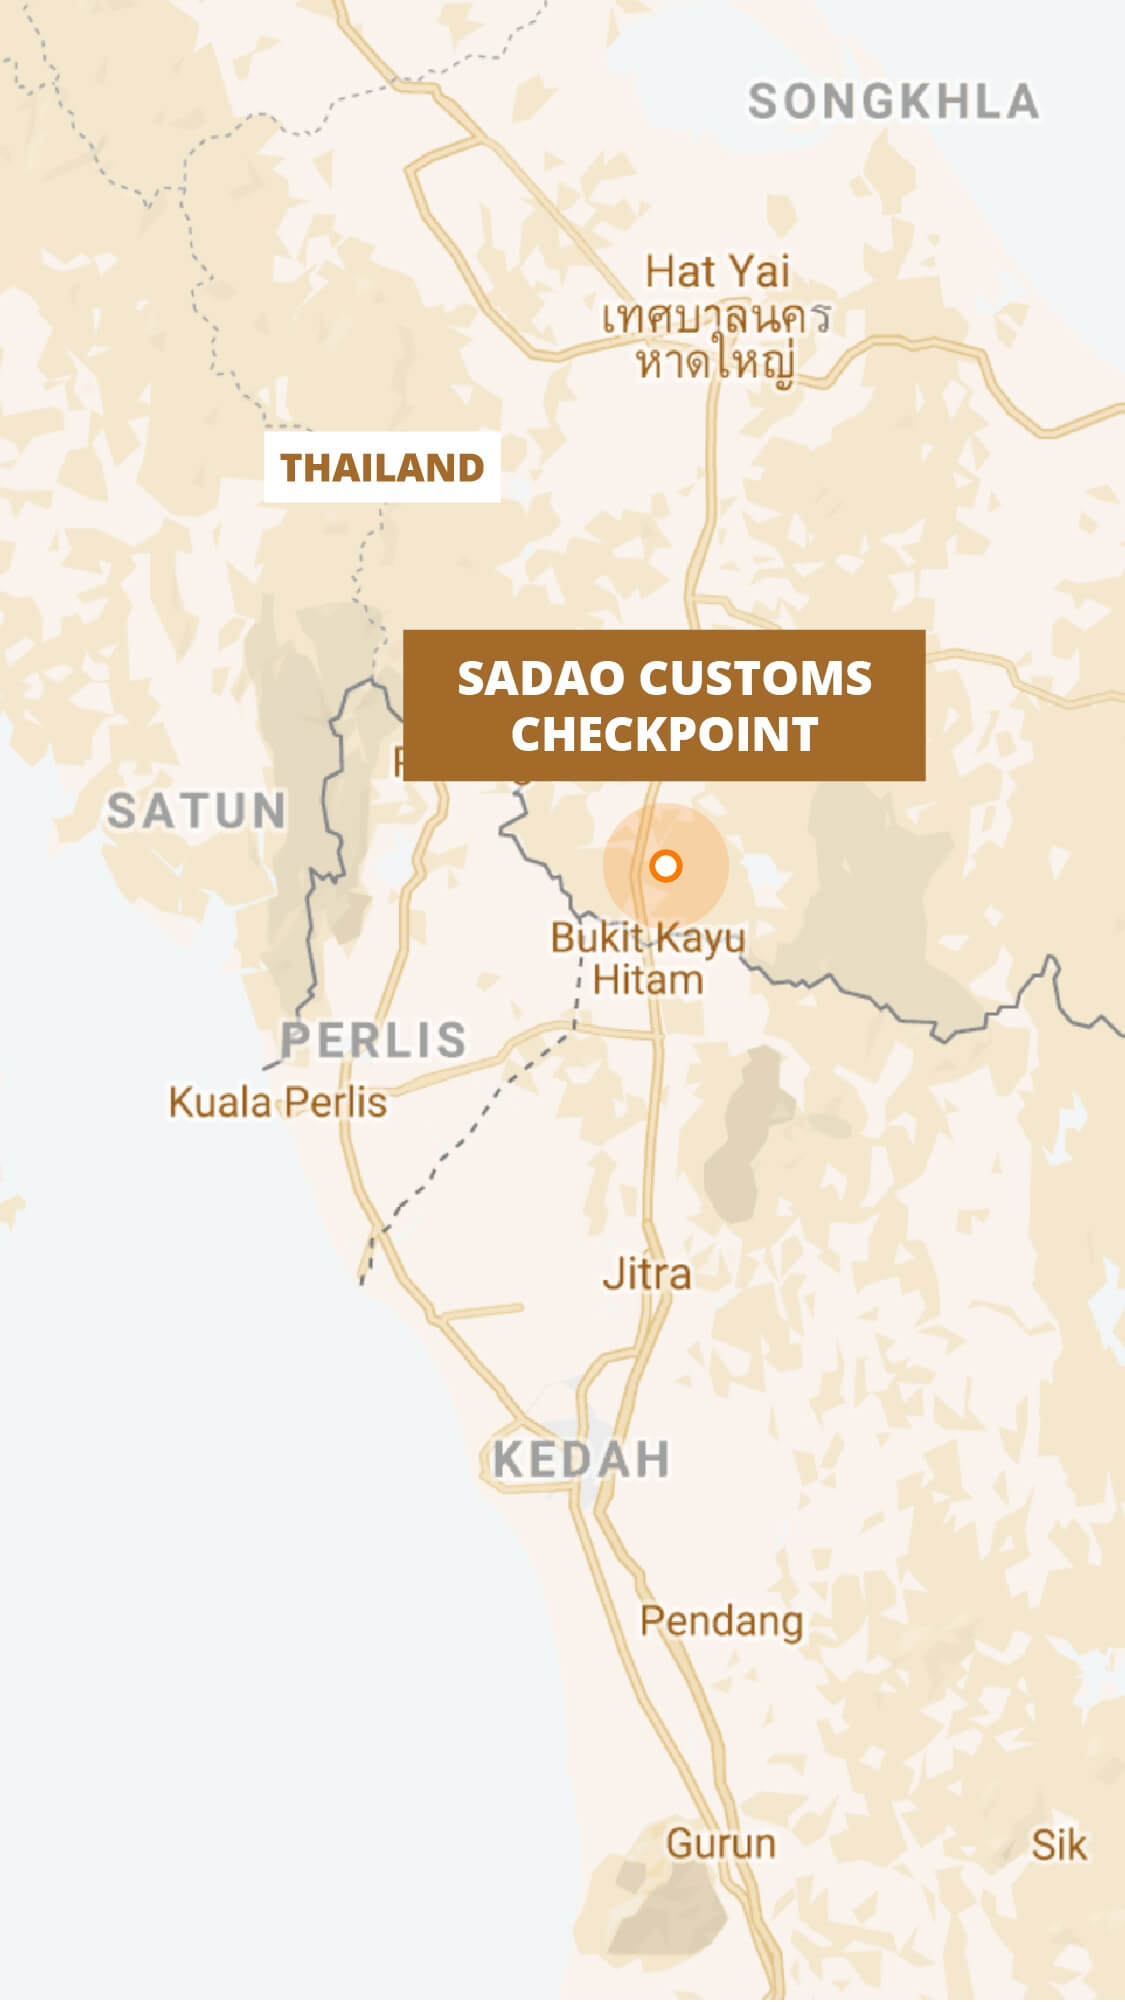 SONGKHLA
Hat Yai
เทศบาลนคร
หาดใหญ่
THAILAND
SADAO CUSTOMS
CHECKPOINT
SATUN
Bukit Kayu
Hitam
PERLIS
Kuala Perlis
Jitra
KEDAH
Pendang
Gurun
Sik